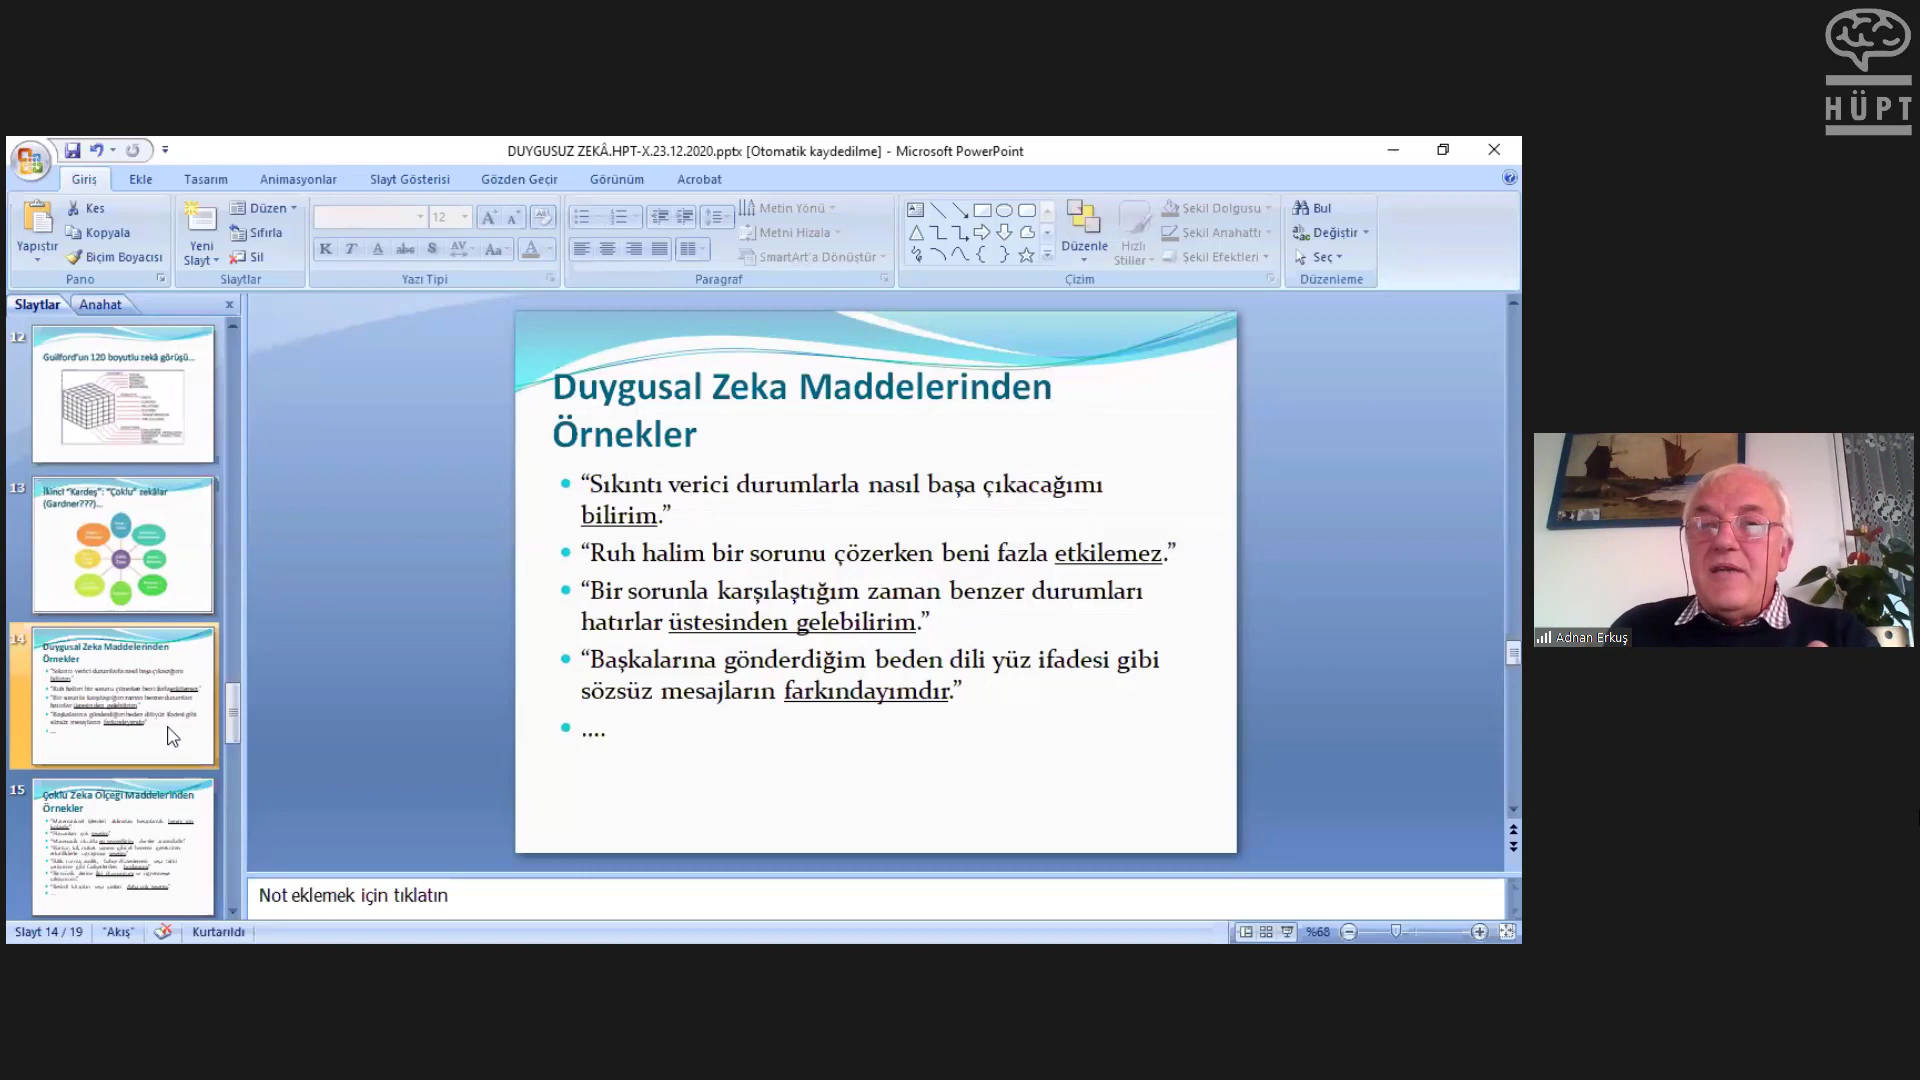 HÜPT
DUYGUSUZ ZEKÂ.HPT-X.23.12.2020.pptx [Otomatik kaydedilme] - Microsoft PowerPoint
Giriş Ekle Tasarım Animasyonlar Slayt Gösterisi Gözden Geçir Görünüm Acrobat
Yapıştır
Kes
Kopyala
Biçim Boyacısı
Pano
Yeni
Slayt
Düzen
Sıfırla
Sil
Slaytlar
12
Yazı Tipi
Metin Yönü
Metni Hizala
SmartArt'a Dönüştür
Paragraf
Düzenle
Hızlı
Stiller
Şekil Dolgusu
Şekil Anahattı
Şekil Efektleri
Çizim
Bul
Değiştir
Seç
Düzenleme
Slaytlar Anahat
12
Guilford'un 120 boyutlu zekâ görüşü...
13
İkinci "Kardeş": "Çoklu" zekâlar
(Gardner???)...
14
Duygusal Zeka Maddelerinden
Örnekler
15
Çoklu Zeka Ölçeği Maddelerinden
Örnekler
Duygusal Zeka Maddelerinden
Örnekler
• “Sıkıntı verici durumlarla nasıl başa çıkacağımı
bilirim.”
• “Ruh halim bir sorunu çözerken beni fazla etkilemez.”
• “Bir sorunla karşılaştığım zaman benzer durumları
hatırlar üstesinden gelebilirim.”
• “Başkalarına gönderdiğim beden dili yüz ifadesi gibi
sözsüz mesajların farkındayımdır.”
• ....
Adnan Erkuş
Not eklemek için tıklatın
Slayt 14 / 19 "Akış" Kurtarıldı %68